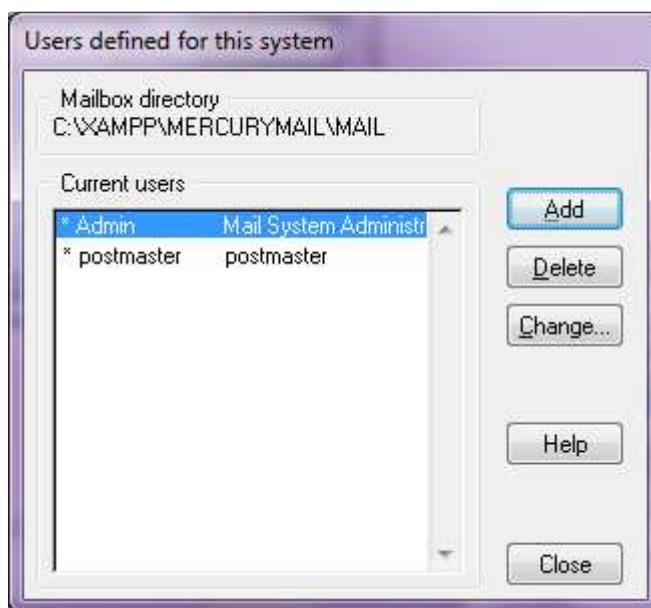 Users defined for this system
Mailbox directory
C:\XAMPP\MERCURYMAIL\MAIL
Current users
* Admin Mail System Administr
* postmaster postmaster
Add
Delete
Change...
Help
Close